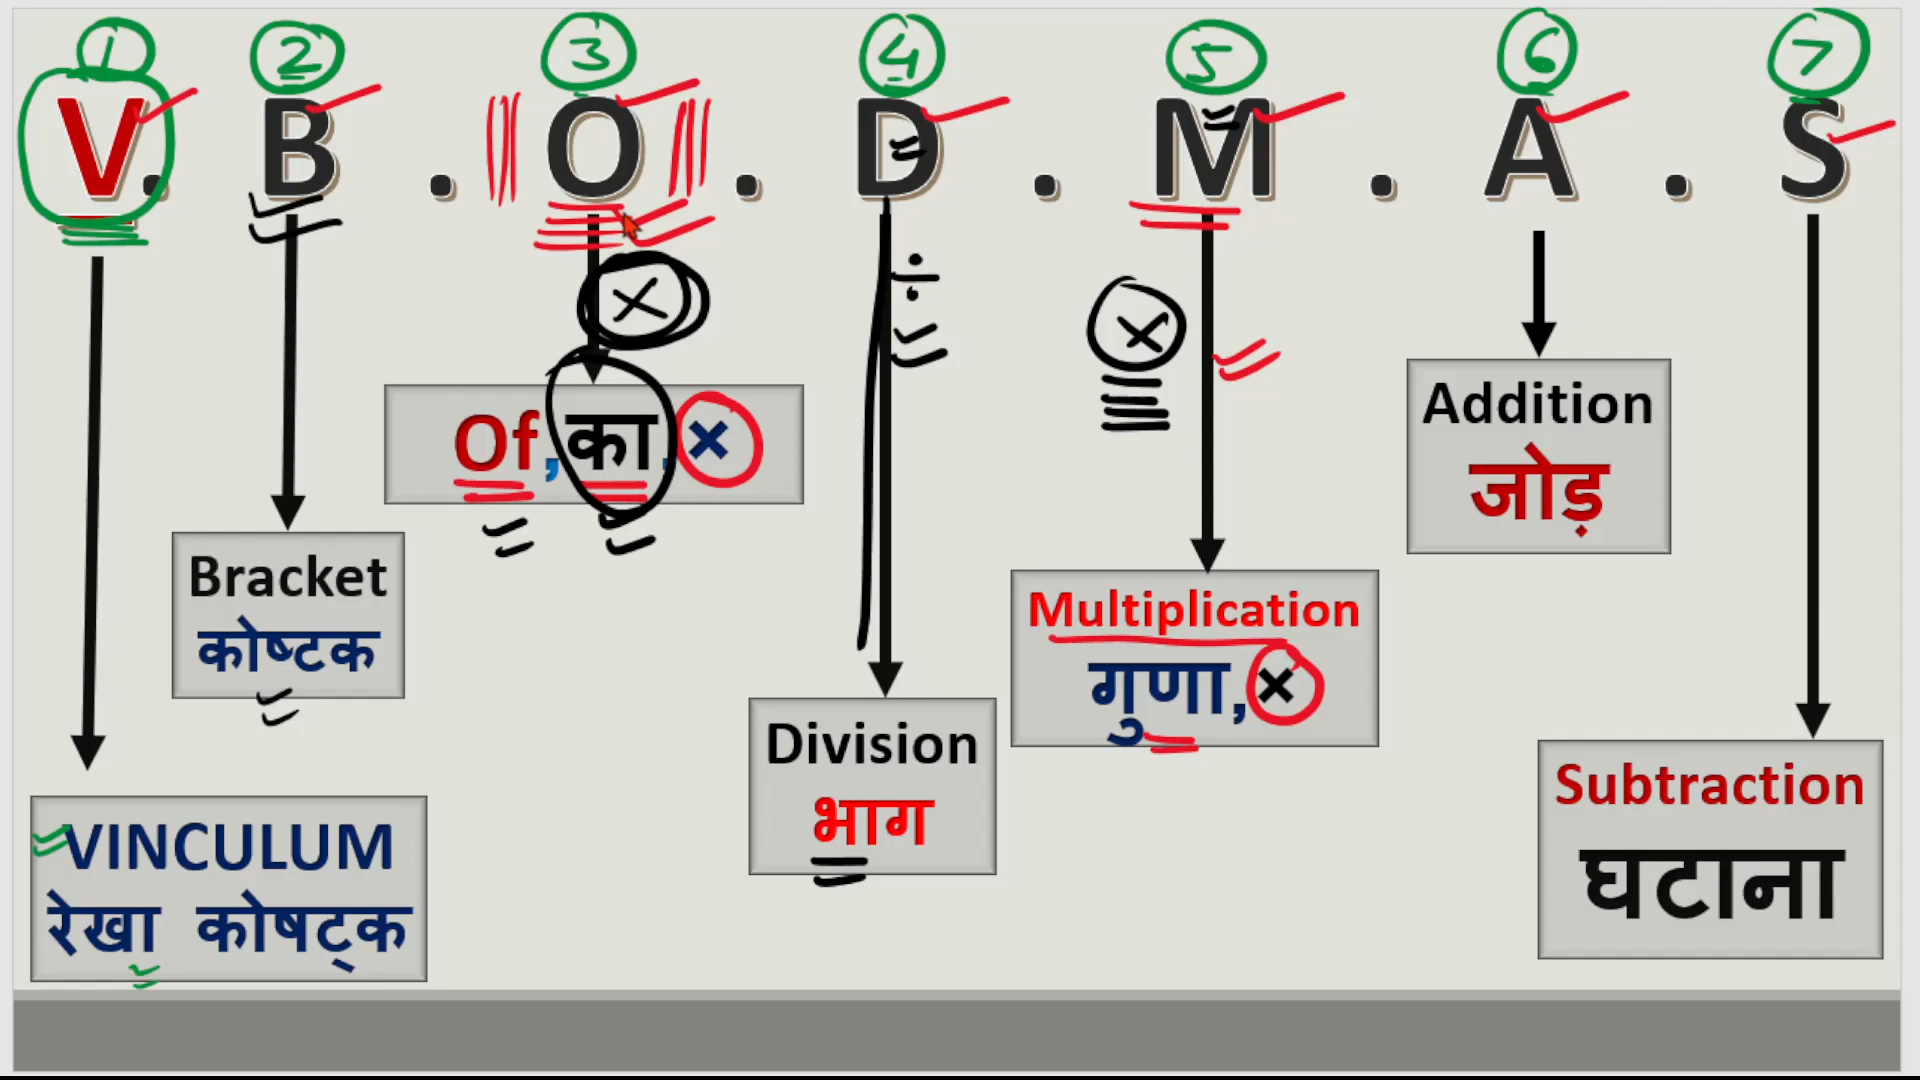 1 2 3 4 5 6 7
V. B . O . D . M . A . S
÷
×
×
Of, का, ×
Addition
जोड़
Bracket
कोष्टक
Multiplication
गुणा, ×
Division
भाग
Subtraction
घटाना
VINCULUM
रेखा कोषट्क